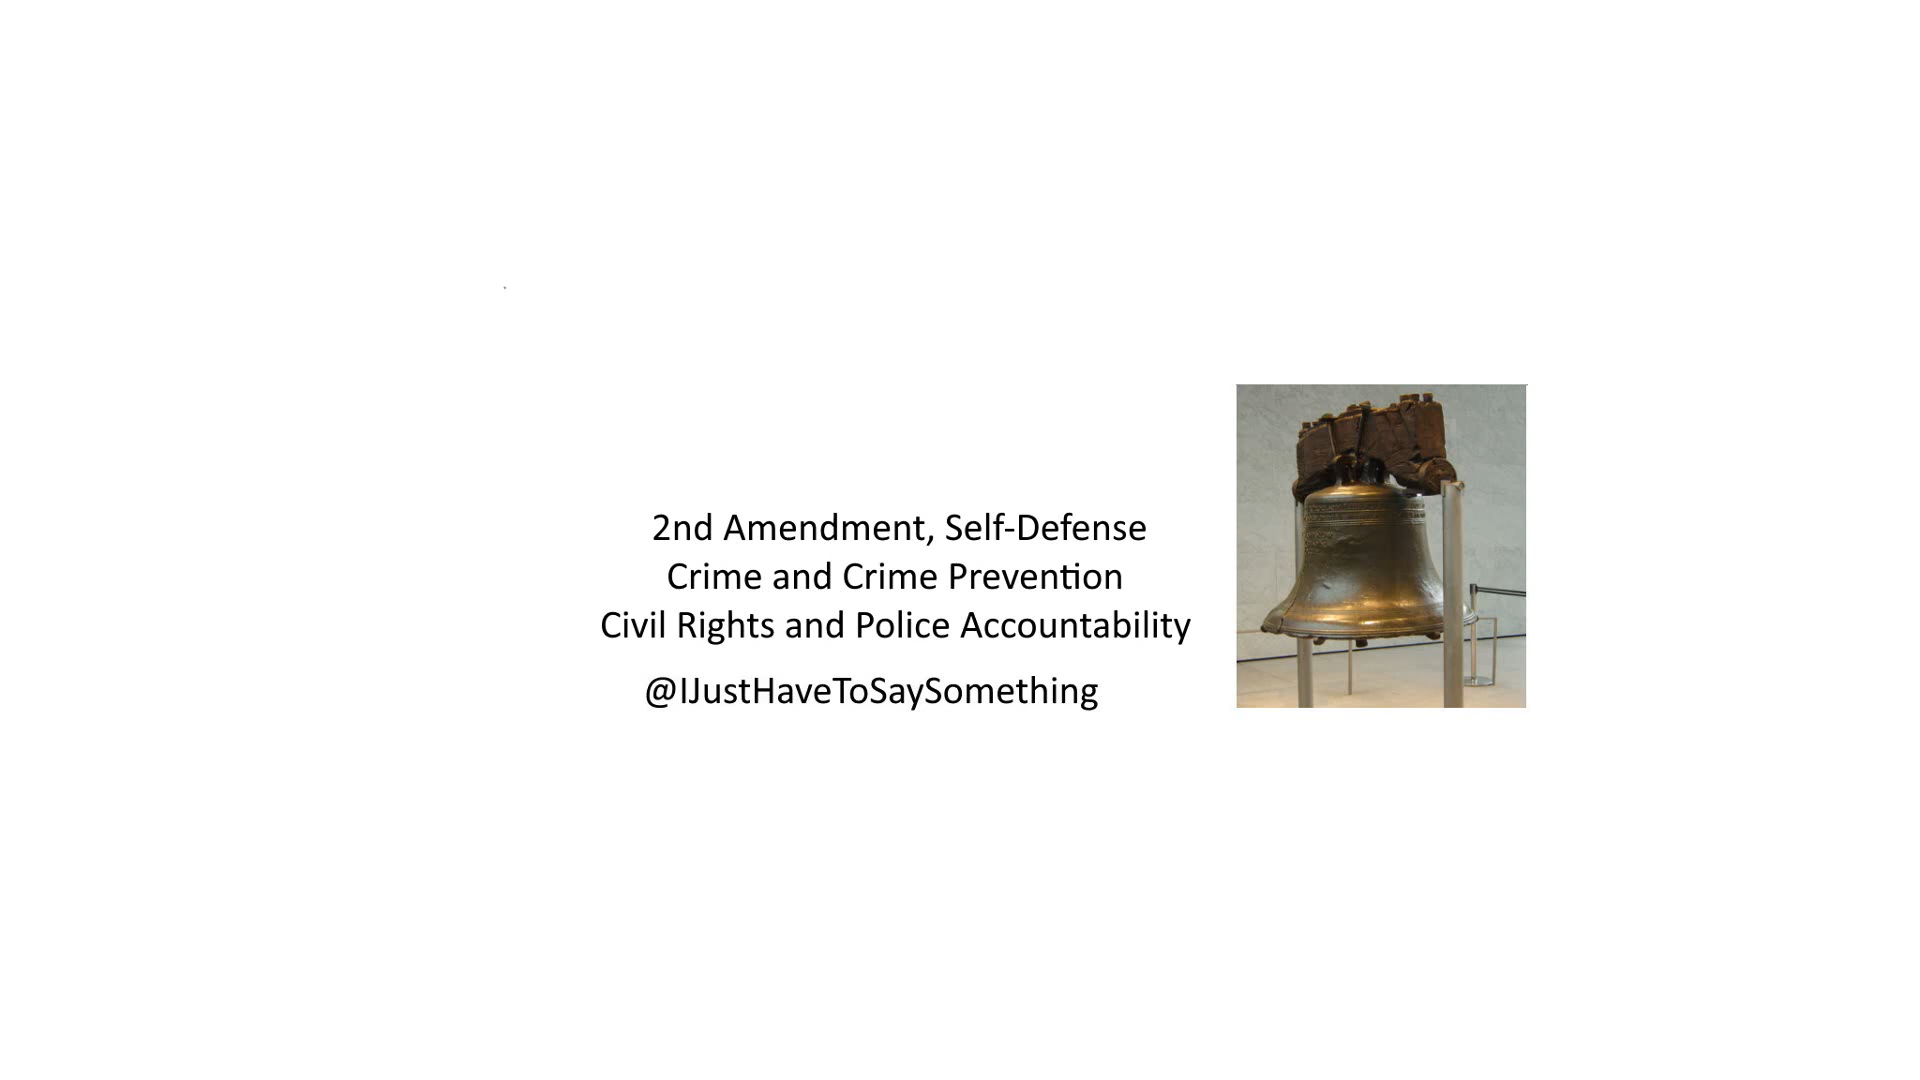 2nd Amendment, Self-Defense
Crime and Crime Prevention
Civil Rights and Police Accountability
@IJustHaveToSaySomething